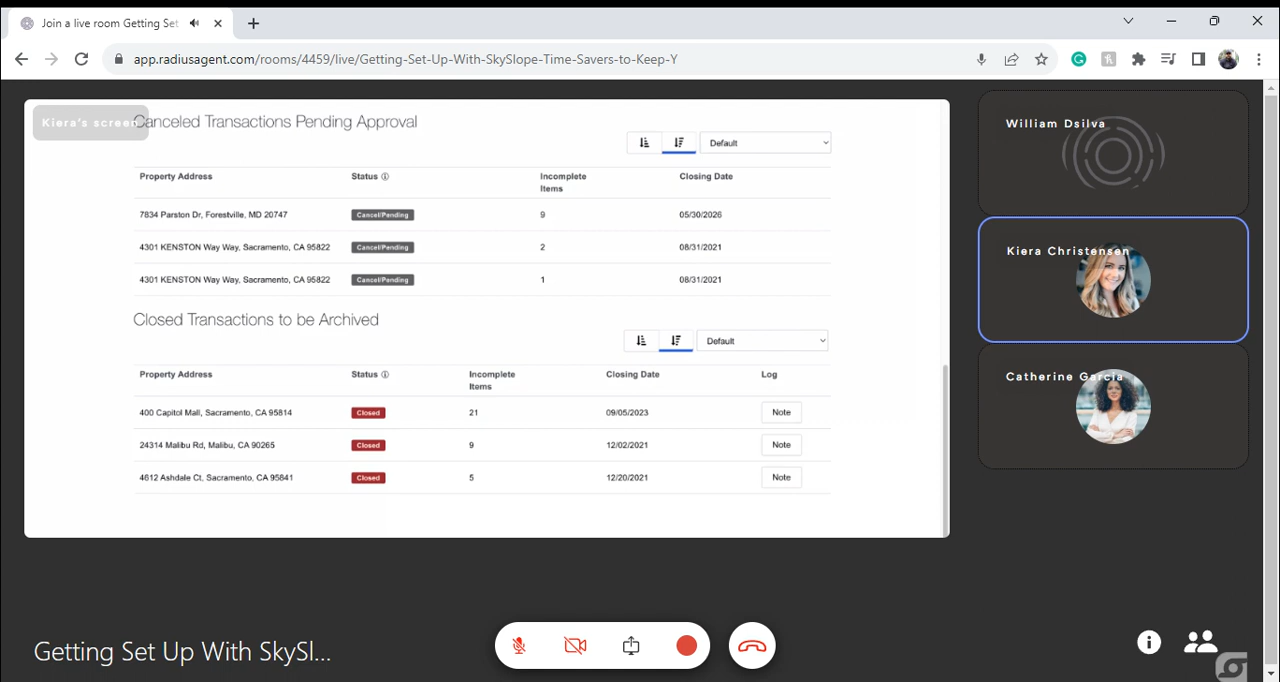 Join a live room Getting Set
app.radiusagent.com/rooms/4459/live/Getting-Set-Up-With-SkySlope-Time-Savers-to-Keep-Y
Kiera's screen
Canceled Transactions Pending Approval
Default
Property Address Status Incomplete Items Closing Date
7834 Parston Dr, Forestville, MD 20747 Cancel/Pending 9 05/30/2026
4301 KENSTON Way Way, Sacramento, CA 95822 Cancel/Pending 2 08/31/2021
4301 KENSTON Way Way, Sacramento, CA 95822 Cancel/Pending 1 08/31/2021
Closed Transactions to be Archived
Default
Property Address Status Incomplete Items Closing Date Log
400 Capitol Mall, Sacramento, CA 95814 Closed 21 09/05/2023 Note
24314 Malibu Rd, Malibu, CA 90265 Closed 9 12/02/2021 Note
4612 Ashdale Ct, Sacramento, CA 95841 Closed 5 12/20/2021 Note
William Dsilva
Kiera Christensen
Catherine Garcia
Getting Set Up With SkySl...